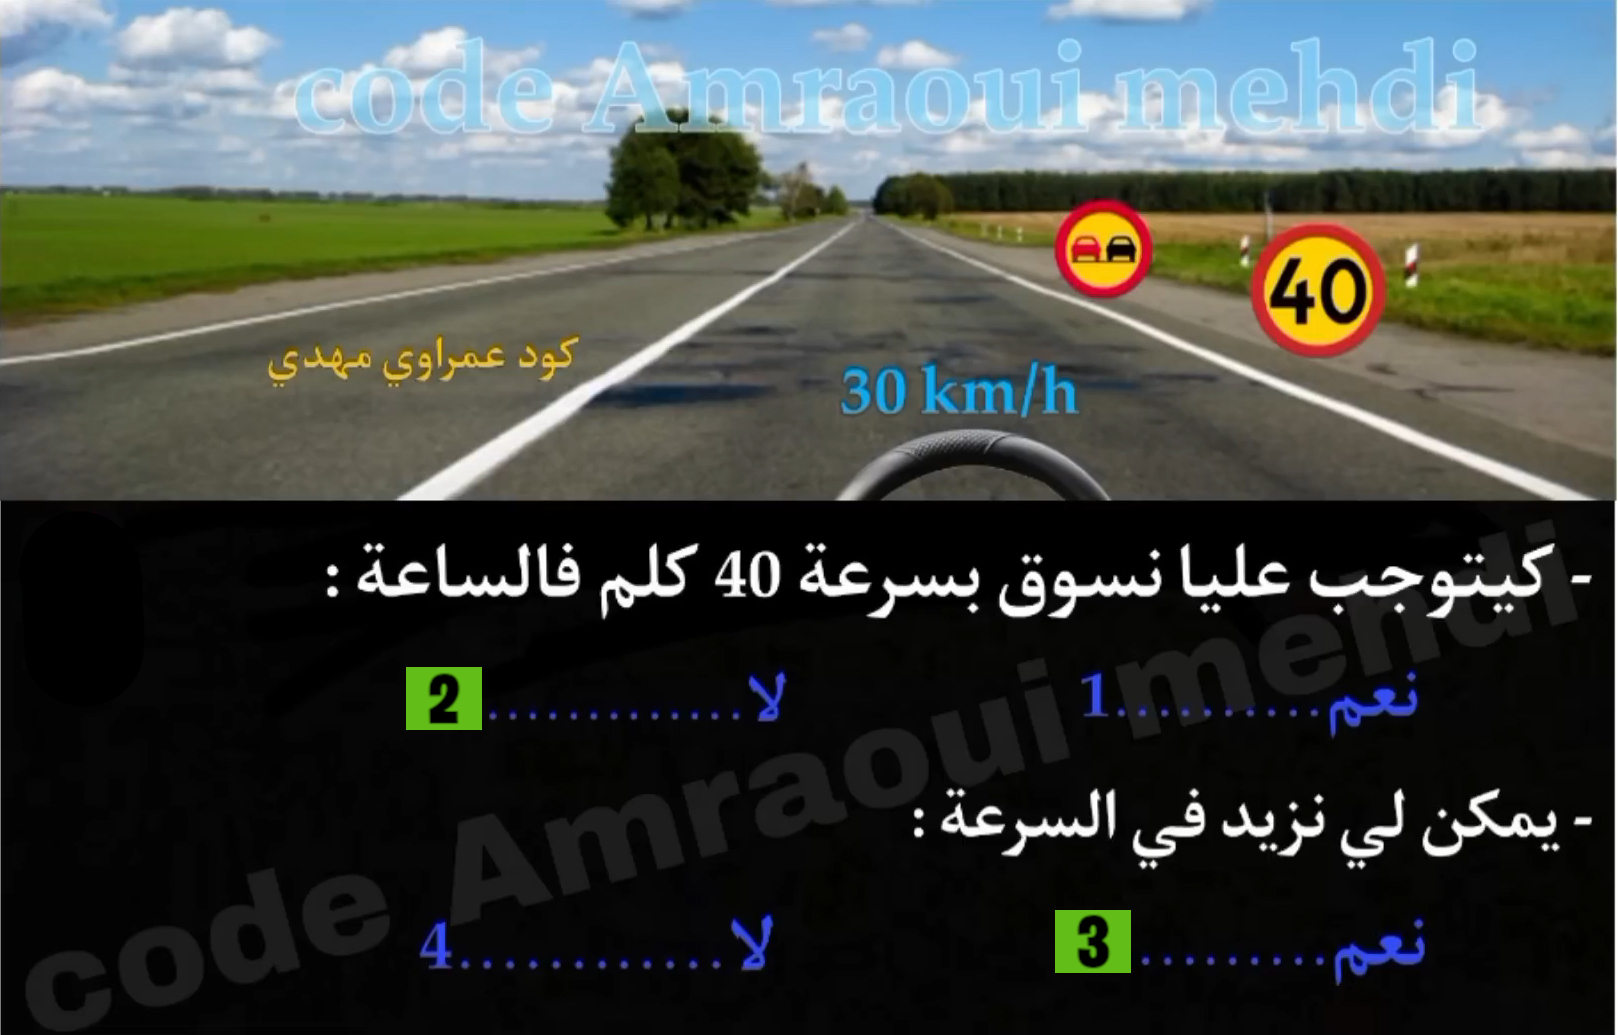 code Amraoui mehdi
40
كود عمراوي مهدي
30 km/h
- كيتوجب عليا نسوق بسرعة 40 كلم فالساعة :
نعم..........1 لا.............2
- يمكن لي نزيد في السرعة :
نعم.........3 لا............4
code Amraoui mehdi